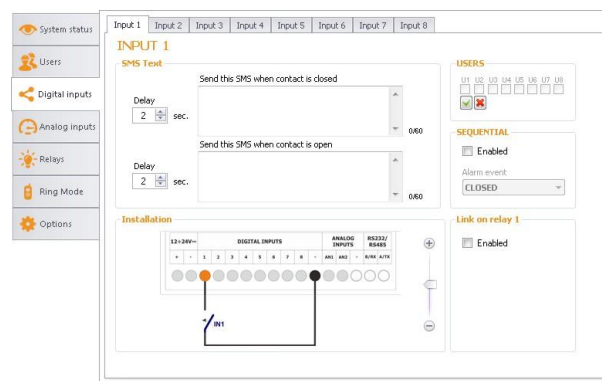 System status
Users
Digital inputs
Analog inputs
Relays
Ring Mode
Options
Input 1 Input 2 Input 3 Input 4 Input 5 Input 6 Input 7 Input 8
INPUT 1
SMS Text
Send this SMS when contact is closed
Delay
2 sec.
0/60
Send this SMS when contact is open
Delay
2 sec.
0/60
USERS
U1 U2 U3 U4 U5 U6 U7 U8
SEQUENTIAL
Enabled
Alarm event
CLOSED
Link on relay 1
Enabled
Installation
12÷24V⎓ DIGITAL INPUTS ANALOG INPUTS RS232/ RS485
+ - 1 2 3 4 5 6 7 8 - AN1 AN2 - B/RX A/TX
IN1